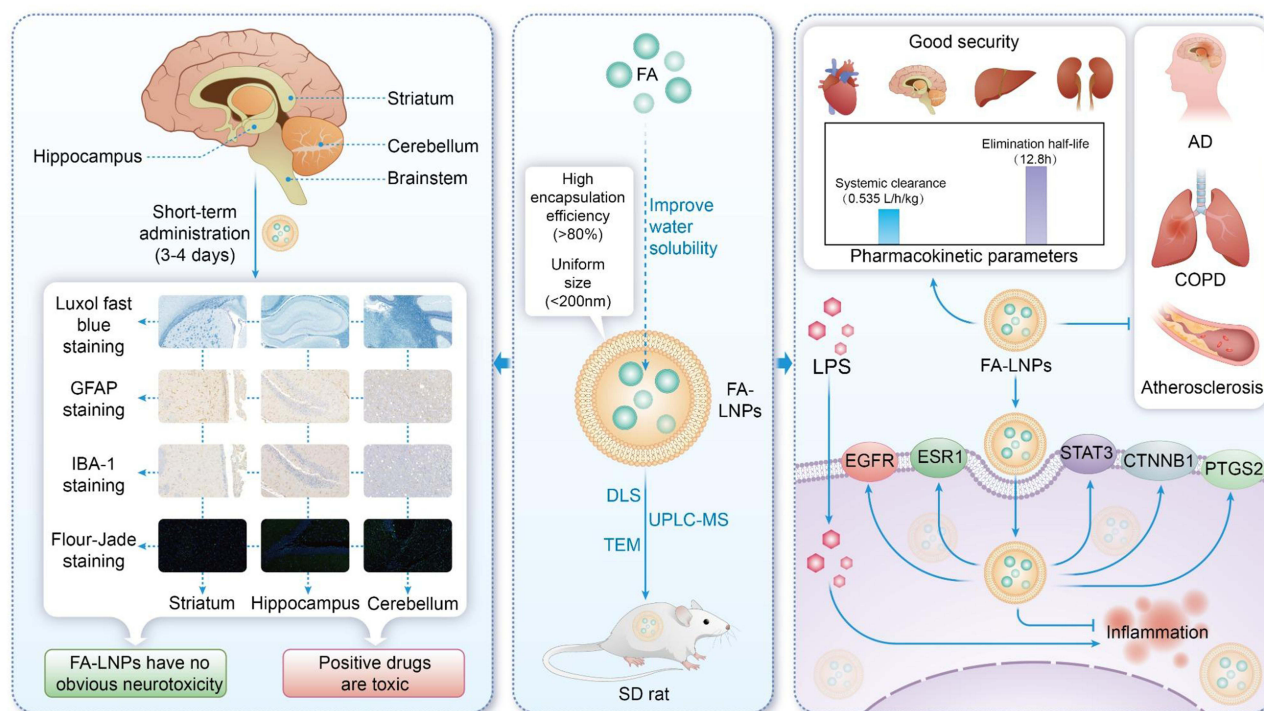 Striatum
Hippocampus
Cerebellum
Brainstem
Short-term
administration
(3-4 days)
Luxol fast
blue
staining
GFAP
staining
IBA-1
staining
Flour-Jade
staining
Striatum
Hippocampus
Cerebellum
FA-LNPs have no
obvious neurotoxicity
Positive drugs
are toxic
FA
High
encapsulation
efficiency
(>80%)
Uniform
size
(<200nm)
Improve
water
solubility
FA-
LNPs
DLS
UPLC-MS
TEM
SD rat
Good security
Elimination half-life
(12.8h)
Systemic clearance
(0.535 L/h/kg)
Pharmacokinetic parameters
AD
COPD
Atherosclerosis
LPS
FA-LNPs
EGFR
ESR1
STAT3
CTNNB1
PTGS2
Inflammation